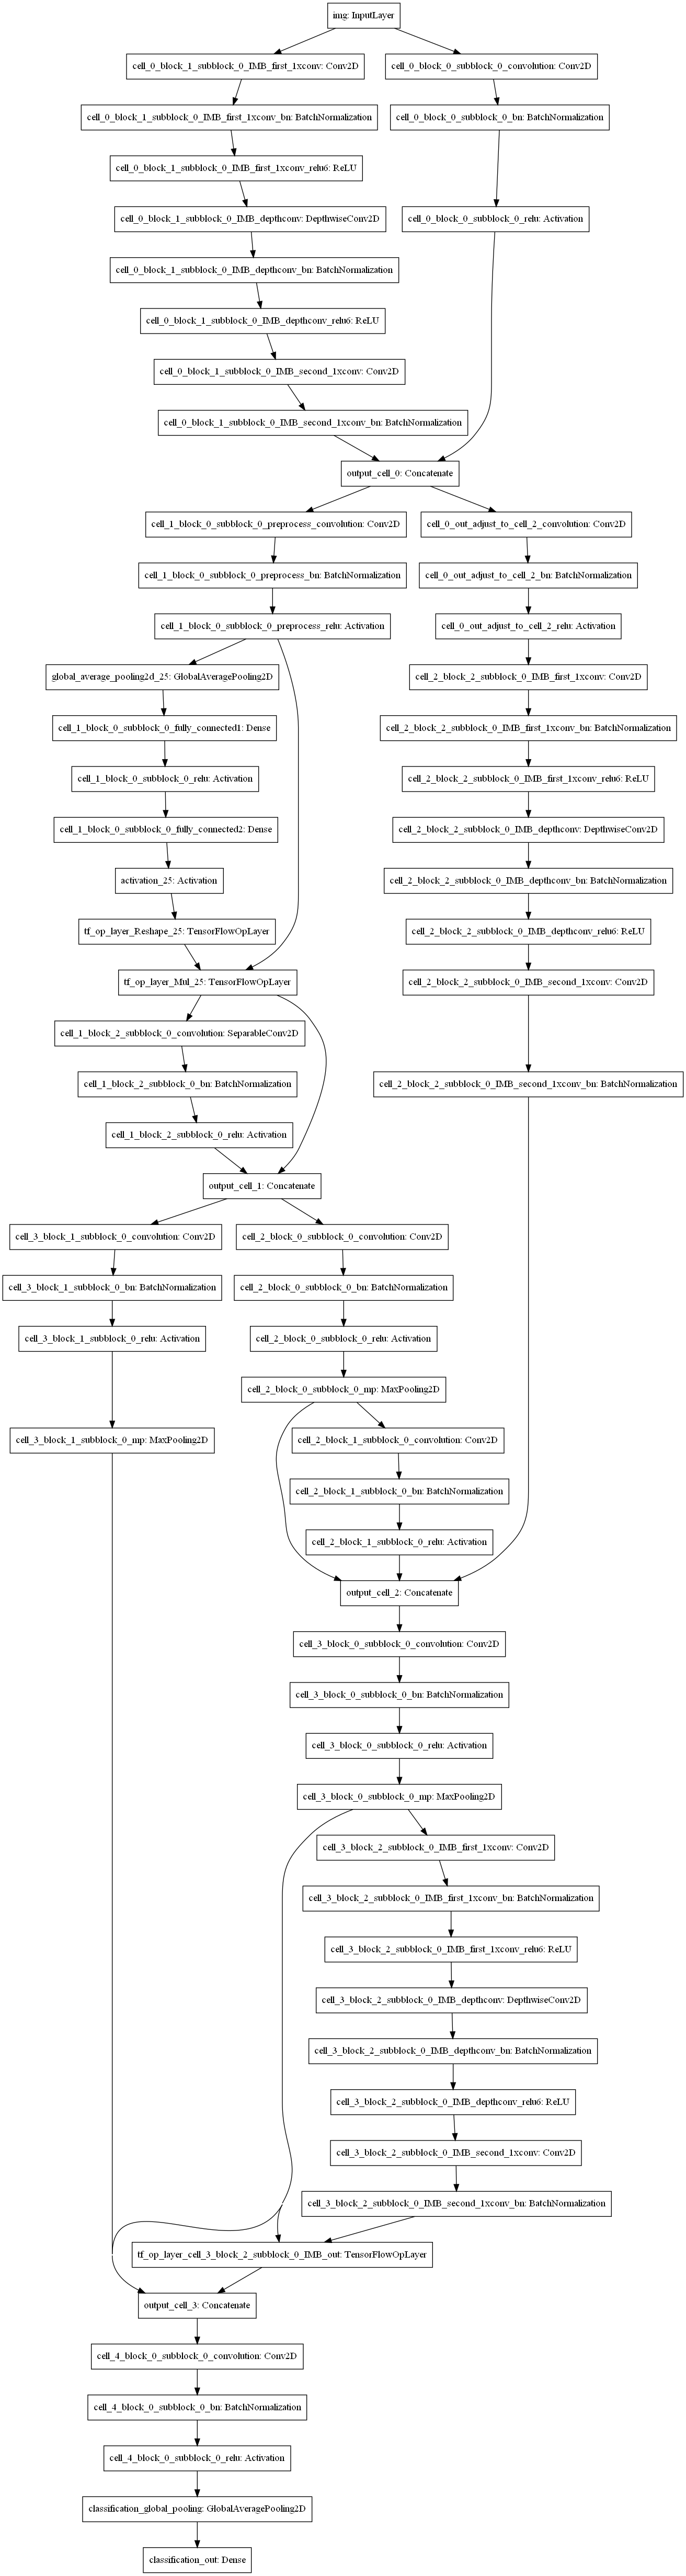 img: InputLayer
cell_0_block_1_subblock_0_IMB_first_1xconv: Conv2D
cell_0_block_0_subblock_0_convolution: Conv2D
cell_0_block_1_subblock_0_IMB_first_1xconv_bn: BatchNormalization
cell_0_block_0_subblock_0_bn: BatchNormalization
cell_0_block_1_subblock_0_IMB_first_1xconv_relu6: ReLU
cell_0_block_1_subblock_0_IMB_depthconv: DepthwiseConv2D
cell_0_block_0_subblock_0_relu: Activation
cell_0_block_1_subblock_0_IMB_depthconv_bn: BatchNormalization
cell_0_block_1_subblock_0_IMB_depthconv_relu6: ReLU
cell_0_block_1_subblock_0_IMB_second_1xconv: Conv2D
cell_0_block_1_subblock_0_IMB_second_1xconv_bn: BatchNormalization
output_cell_0: Concatenate
cell_1_block_0_subblock_0_preprocess_convolution: Conv2D
cell_0_out_adjust_to_cell_2_convolution: Conv2D
cell_1_block_0_subblock_0_preprocess_bn: BatchNormalization
cell_0_out_adjust_to_cell_2_bn: BatchNormalization
cell_1_block_0_subblock_0_preprocess_relu: Activation
cell_0_out_adjust_to_cell_2_relu: Activation
global_average_pooling2d_25: GlobalAveragePooling2D
cell_2_block_2_subblock_0_IMB_first_1xconv: Conv2D
cell_1_block_0_subblock_0_fully_connected1: Dense
cell_2_block_2_subblock_0_IMB_first_1xconv_bn: BatchNormalization
cell_1_block_0_subblock_0_relu: Activation
cell_2_block_2_subblock_0_IMB_first_1xconv_relu6: ReLU
cell_1_block_0_subblock_0_fully_connected2: Dense
cell_2_block_2_subblock_0_IMB_depthconv: DepthwiseConv2D
activation_25: Activation
cell_2_block_2_subblock_0_IMB_depthconv_bn: BatchNormalization
tf_op_layer_Reshape_25: TensorFlowOpLayer
cell_2_block_2_subblock_0_IMB_depthconv_relu6: ReLU
tf_op_layer_Mul_25: TensorFlowOpLayer
cell_2_block_2_subblock_0_IMB_second_1xconv: Conv2D
cell_1_block_2_subblock_0_convolution: SeparableConv2D
cell_1_block_2_subblock_0_bn: BatchNormalization
cell_2_block_2_subblock_0_IMB_second_1xconv_bn: BatchNormalization
cell_1_block_2_subblock_0_relu: Activation
output_cell_1: Concatenate
cell_3_block_1_subblock_0_convolution: Conv2D
cell_2_block_0_subblock_0_convolution: Conv2D
cell_3_block_1_subblock_0_bn: BatchNormalization
cell_2_block_0_subblock_0_bn: BatchNormalization
cell_3_block_1_subblock_0_relu: Activation
cell_2_block_0_subblock_0_relu: Activation
cell_2_block_0_subblock_0_mp: MaxPooling2D
cell_3_block_1_subblock_0_mp: MaxPooling2D
cell_2_block_1_subblock_0_convolution: Conv2D
cell_2_block_1_subblock_0_bn: BatchNormalization
cell_2_block_1_subblock_0_relu: Activation
output_cell_2: Concatenate
cell_3_block_0_subblock_0_convolution: Conv2D
cell_3_block_0_subblock_0_bn: BatchNormalization
cell_3_block_0_subblock_0_relu: Activation
cell_3_block_0_subblock_0_mp: MaxPooling2D
cell_3_block_2_subblock_0_IMB_first_1xconv: Conv2D
cell_3_block_2_subblock_0_IMB_first_1xconv_bn: BatchNormalization
cell_3_block_2_subblock_0_IMB_first_1xconv_relu6: ReLU
cell_3_block_2_subblock_0_IMB_depthconv: DepthwiseConv2D
cell_3_block_2_subblock_0_IMB_depthconv_bn: BatchNormalization
cell_3_block_2_subblock_0_IMB_depthconv_relu6: ReLU
cell_3_block_2_subblock_0_IMB_second_1xconv: Conv2D
cell_3_block_2_subblock_0_IMB_second_1xconv_bn: BatchNormalization
tf_op_layer_cell_3_block_2_subblock_0_IMB_out: TensorFlowOpLayer
output_cell_3: Concatenate
cell_4_block_0_subblock_0_convolution: Conv2D
cell_4_block_0_subblock_0_bn: BatchNormalization
cell_4_block_0_subblock_0_relu: Activation
classification_global_pooling: GlobalAveragePooling2D
classification_out: Dense